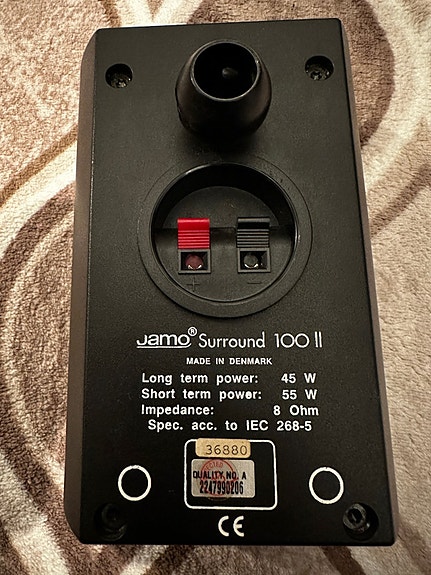 + −
Jamo® Surround 100 II
MADE IN DENMARK
Long term power: 45 W
Short term power: 55 W
Impedance: 8 Ohm
Spec. acc. to IEC 268-5
36880
QUALITY NO. A
2247990206
CE